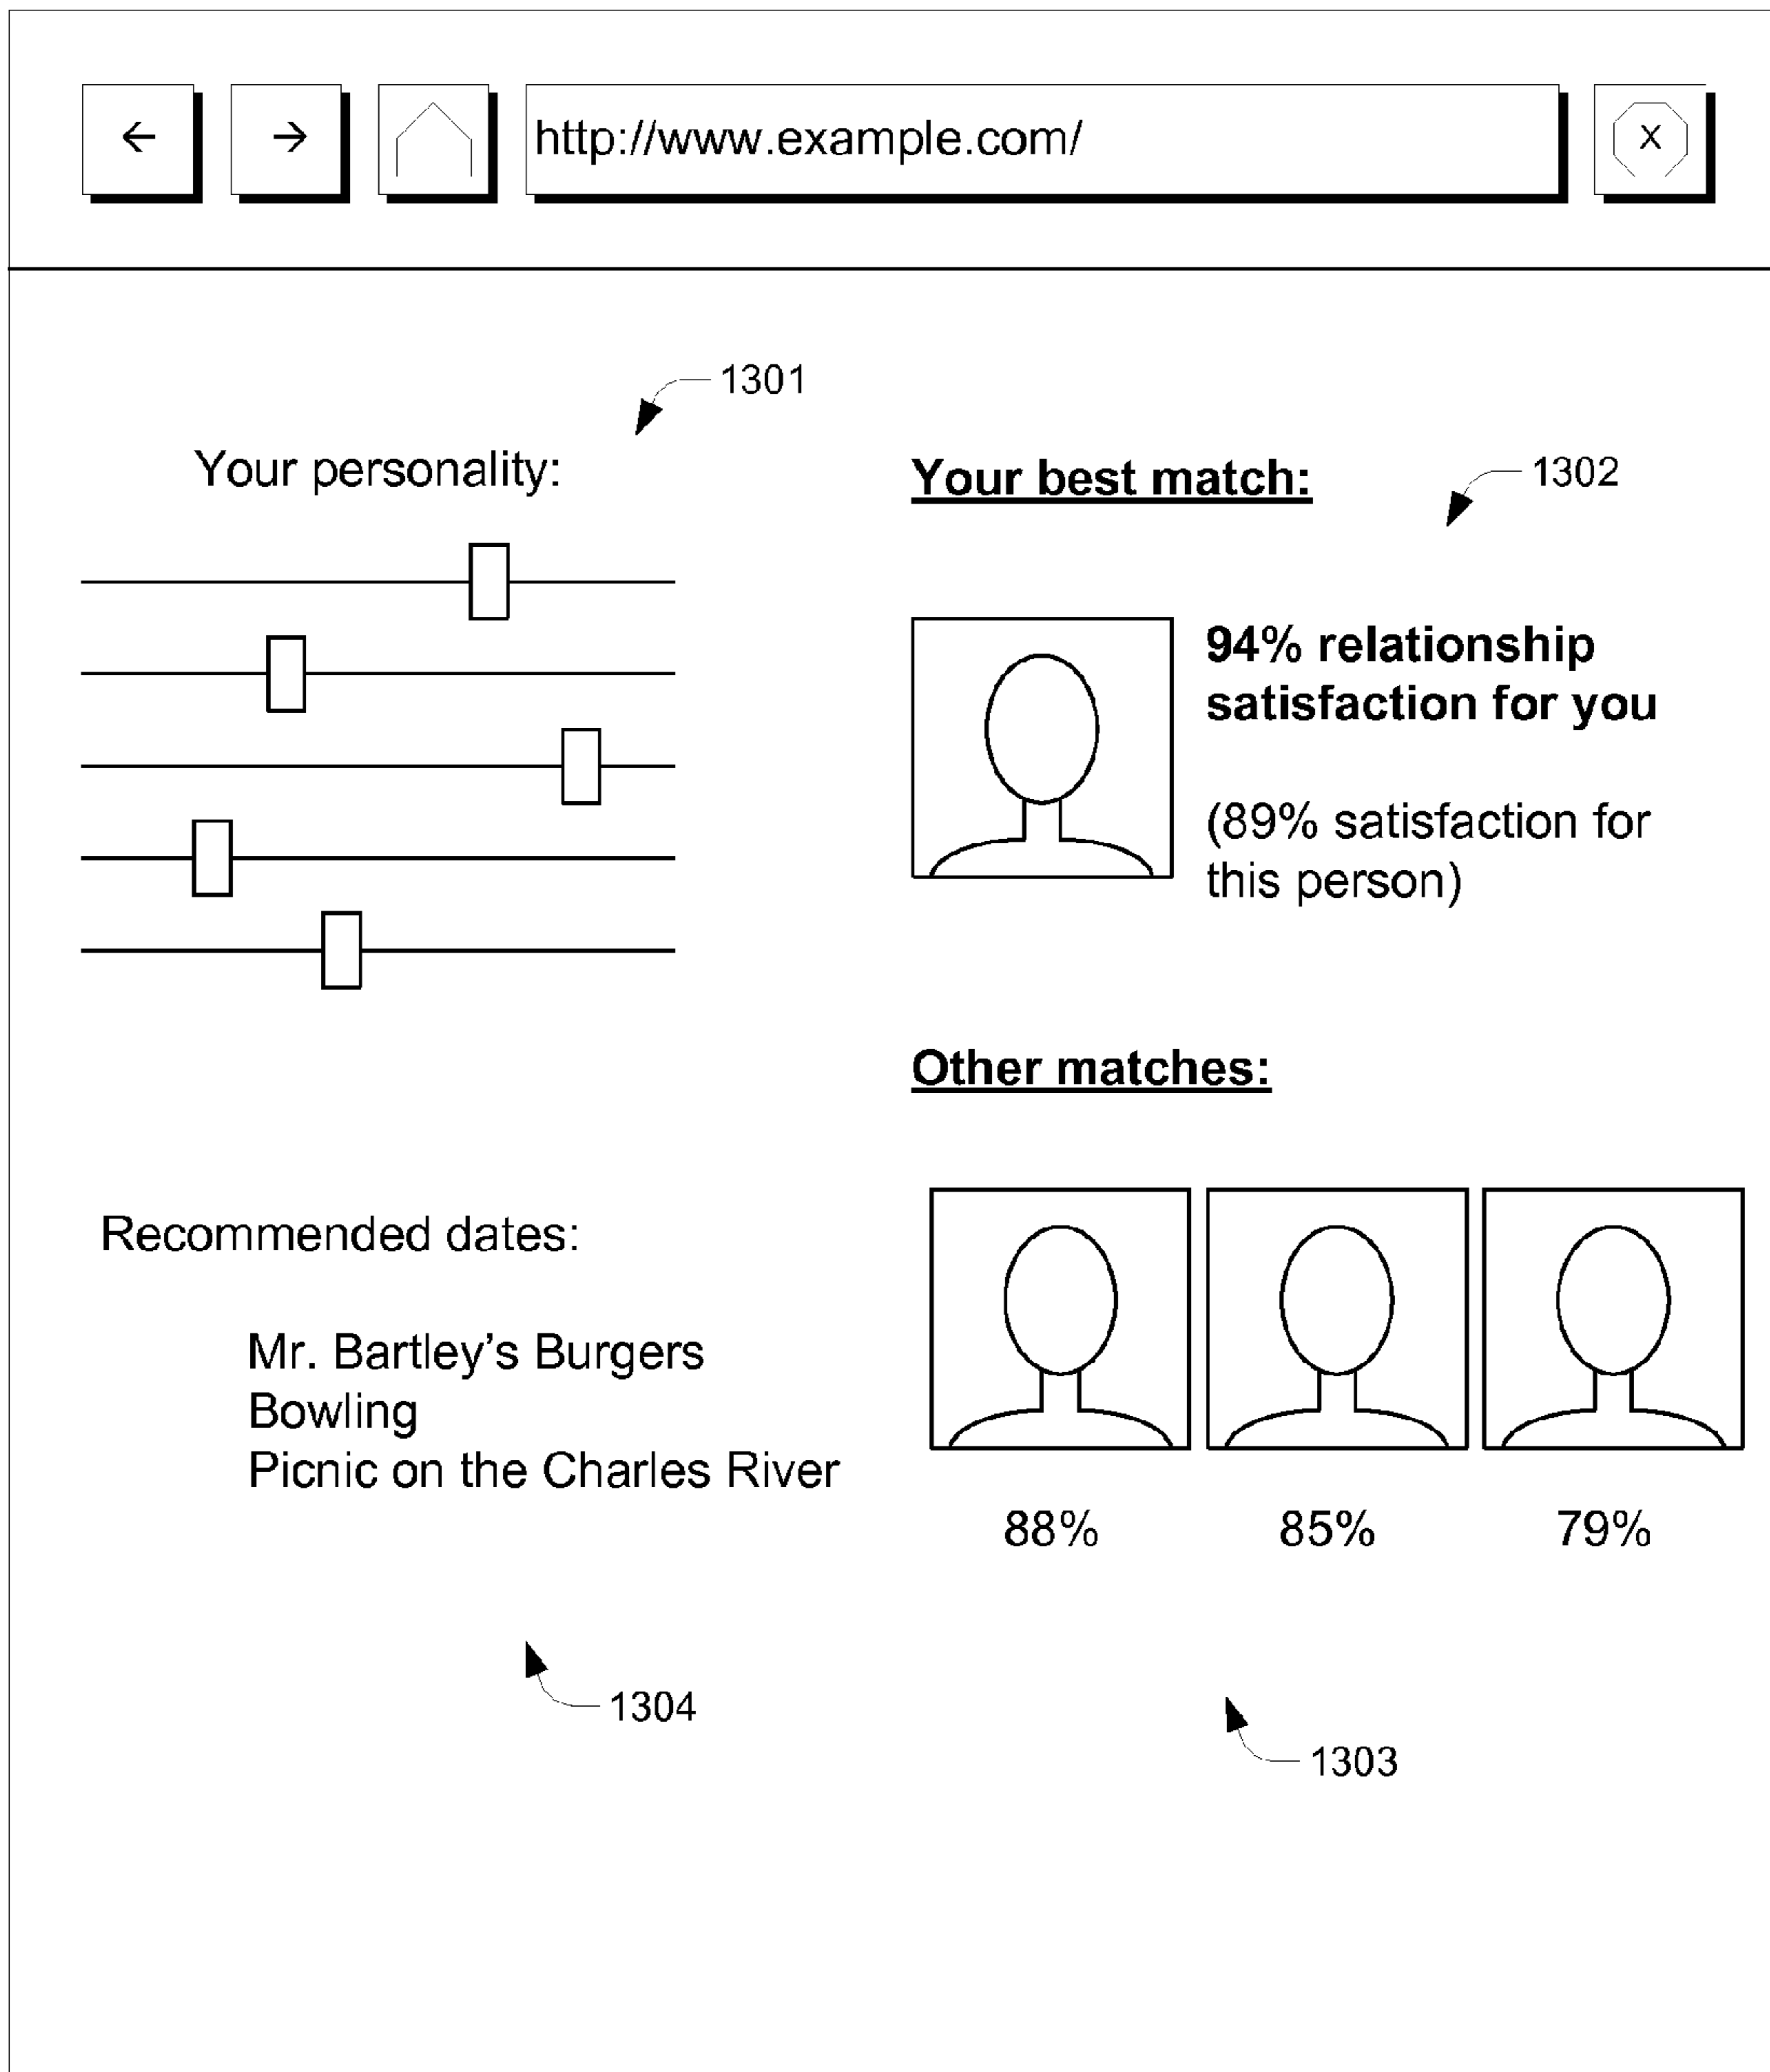 ← → http://www.example.com/ X
1301
Your personality:
1302
Your best match:
94% relationship
satisfaction for you
(89% satisfaction for
this person)
Other matches:
88% 85% 79%
1303
Recommended dates:
Mr. Bartley’s Burgers
Bowling
Picnic on the Charles River
1304